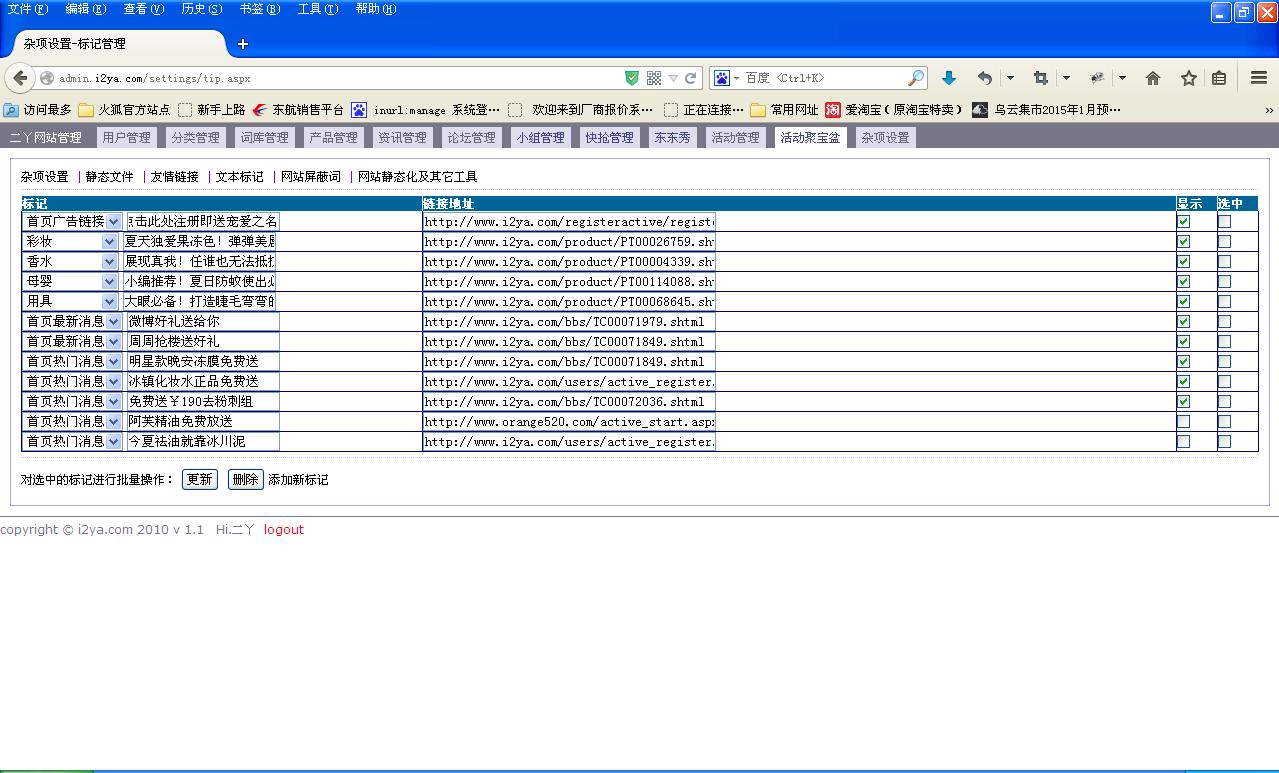 文件(F) 编辑(E) 查看(V) 历史(S) 书签(B) 工具(T) 帮助(H)
杂项设置-标记管理 +
admin.i2ya.com/settings/tip.aspx 百度 <Ctrl+K>
访问最多 火狐官方站点 新手上路 东航销售平台 inurl:manage 系统登… 欢迎来到厂商报价系… 正在连接… 常用网址 淘 爱淘宝(原淘宝特卖) 乌云集市2015年1月预… »
二丫网站管理 用户管理 分类管理 词库管理 产品管理 资讯管理 论坛管理 小组管理 快抢管理 东东秀 活动管理 活动聚宝盆 杂项设置
杂项设置 | 静态文件 | 友情链接 | 文本标记 | 网站屏蔽词 | 网站静态化及其它工具
标记 链接地址 显示 选中
首页广告链接 点击此处注册即送宠爱之名 http://www.i2ya.com/registeractive/regist
彩妆 夏天独爱果冻色！弹弹美 http://www.i2ya.com/product/PT00026759.sh
香水 展现真我！任谁也无法抵 http://www.i2ya.com/product/PT00004339.sh
母婴 小编推荐！夏日防蚊使出 http://www.i2ya.com/product/PT00114088.sh
用具 大眼必备！打造睫毛弯弯的 http://www.i2ya.com/product/PT00068645.sh
首页最新消息 微博好礼送给你 http://www.i2ya.com/bbs/TC00071979.shtml
首页最新消息 周周抢楼送好礼 http://www.i2ya.com/bbs/TC00071849.shtml
首页热门消息 明星款晚安冻膜免费送 http://www.i2ya.com/bbs/TC00071849.shtml
首页热门消息 冰镇化妆水正品免费送 http://www.i2ya.com/users/active_register.
首页热门消息 免费送￥190去粉刺组 http://www.i2ya.com/bbs/TC00072036.shtml
首页热门消息 阿芙精油免费放送 http://www.orange520.com/active_start.asp
首页热门消息 今夏祛油就靠冰川泥 http://www.i2ya.com/users/active_register.
对选中的标记进行批量操作： 更新 删除 添加新标记
copyright © i2ya.com 2010 v 1.1 Hi.二丫 logout